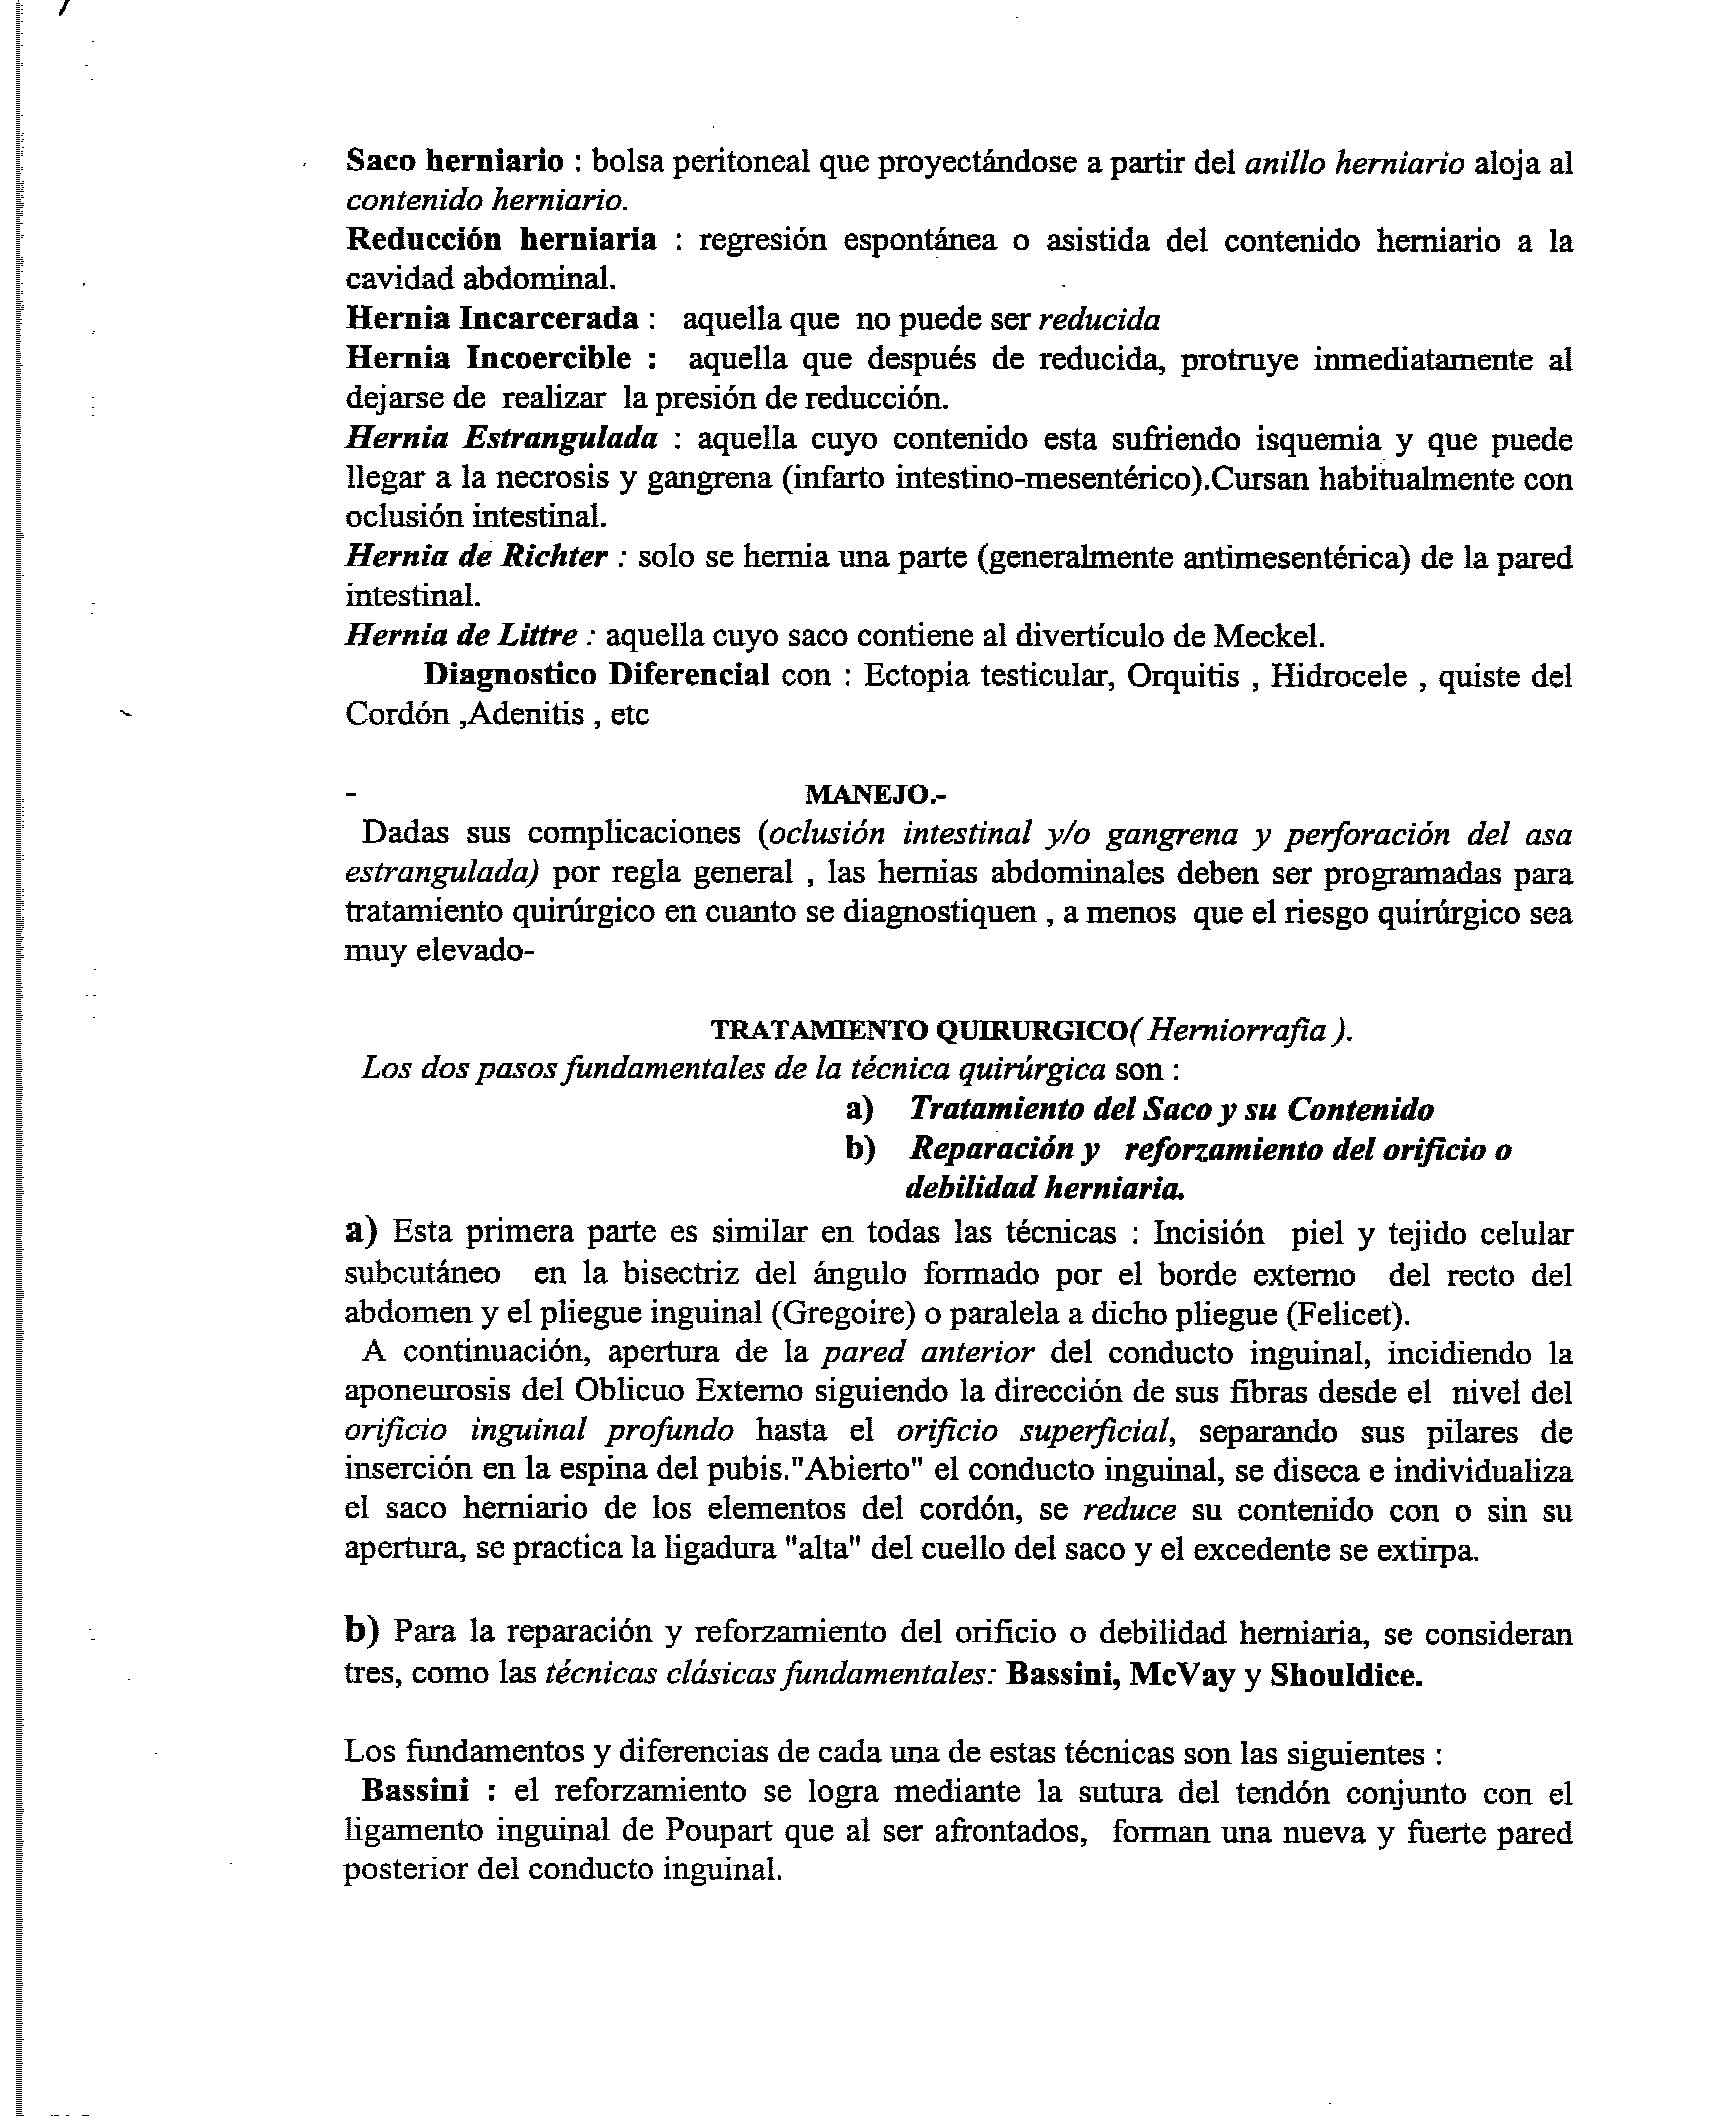 Saco herniario : bolsa peritoneal que proyectándose a partir del anillo herniario aloja al
contenido herniario.
Reducción herniaria : regresión espontánea o asistida del contenido herniario a la
cavidad abdominal.
Hernia Incarcerada : aquella que no puede ser reducida
Hernia Incoercible : aquella que después de reducida, protruye inmediatamente al
dejarse de realizar la presión de reducción.
Hernia Estrangulada : aquella cuyo contenido esta sufriendo isquemia y que puede
llegar a la necrosis y gangrena (infarto intestino-mesentérico).Cursan habitualmente con
oclusión intestinal.
Hernia de Richter : solo se hernia una parte (generalmente antimesentérica) de la pared
intestinal.
Hernia de Littre : aquella cuyo saco contiene al divertículo de Meckel.
Diagnostico Diferencial con : Ectopia testicular, Orquitis , Hidrocele , quiste del
Cordón ,Adenitis , etc
- MANEJO.-
Dadas sus complicaciones (oclusión intestinal y/o gangrena y perforación del asa
estrangulada) por regla general , las hernias abdominales deben ser programadas para
tratamiento quirúrgico en cuanto se diagnostiquen , a menos que el riesgo quirúrgico sea
muy elevado-
TRATAMIENTO QUIRURGICO( Herniorrafia ).
Los dos pasos fundamentales de la técnica quirúrgica son :
a) Tratamiento del Saco y su Contenido
b) Reparación y reforzamiento del orificio o
debilidad herniaria.
a) Esta primera parte es similar en todas las técnicas : Incisión piel y tejido celular
subcutáneo en la bisectriz del ángulo formado por el borde externo del recto del
abdomen y el pliegue inguinal (Gregoire) o paralela a dicho pliegue (Felicet).
A continuación, apertura de la pared anterior del conducto inguinal, incidiendo la
aponeurosis del Oblicuo Externo siguiendo la dirección de sus fibras desde el nivel del
orificio inguinal profundo hasta el orificio superficial, separando sus pilares de
inserción en la espina del pubis."Abierto" el conducto inguinal, se diseca e individualiza
el saco herniario de los elementos del cordón, se reduce su contenido con o sin su
apertura, se practica la ligadura "alta" del cuello del saco y el excedente se extirpa.
b) Para la reparación y reforzamiento del orificio o debilidad herniaria, se consideran
tres, como las técnicas clásicas fundamentales: Bassini, McVay y Shouldice.
Los fundamentos y diferencias de cada una de estas técnicas son las siguientes :
Bassini : el reforzamiento se logra mediante la sutura del tendón conjunto con el
ligamento inguinal de Poupart que al ser afrontados, forman una nueva y fuerte pared
posterior del conducto inguinal.